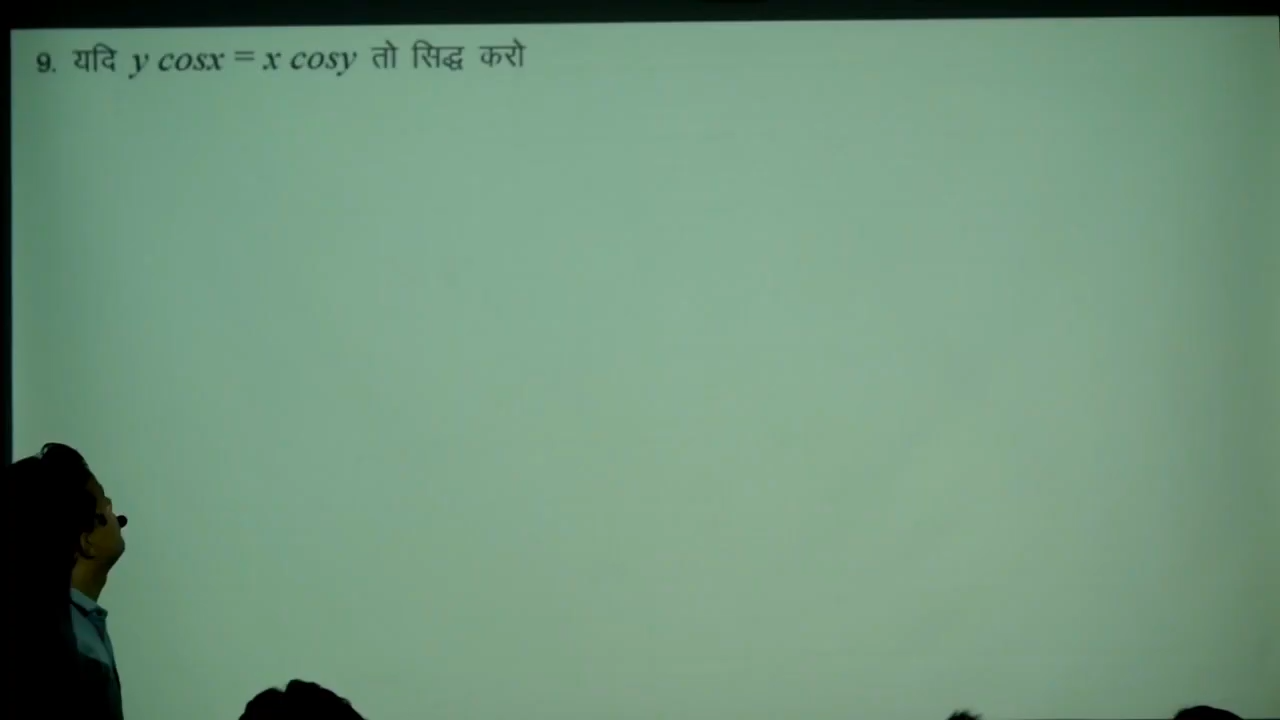 9. यदि y cosx = x cosy तो सिद्ध करो